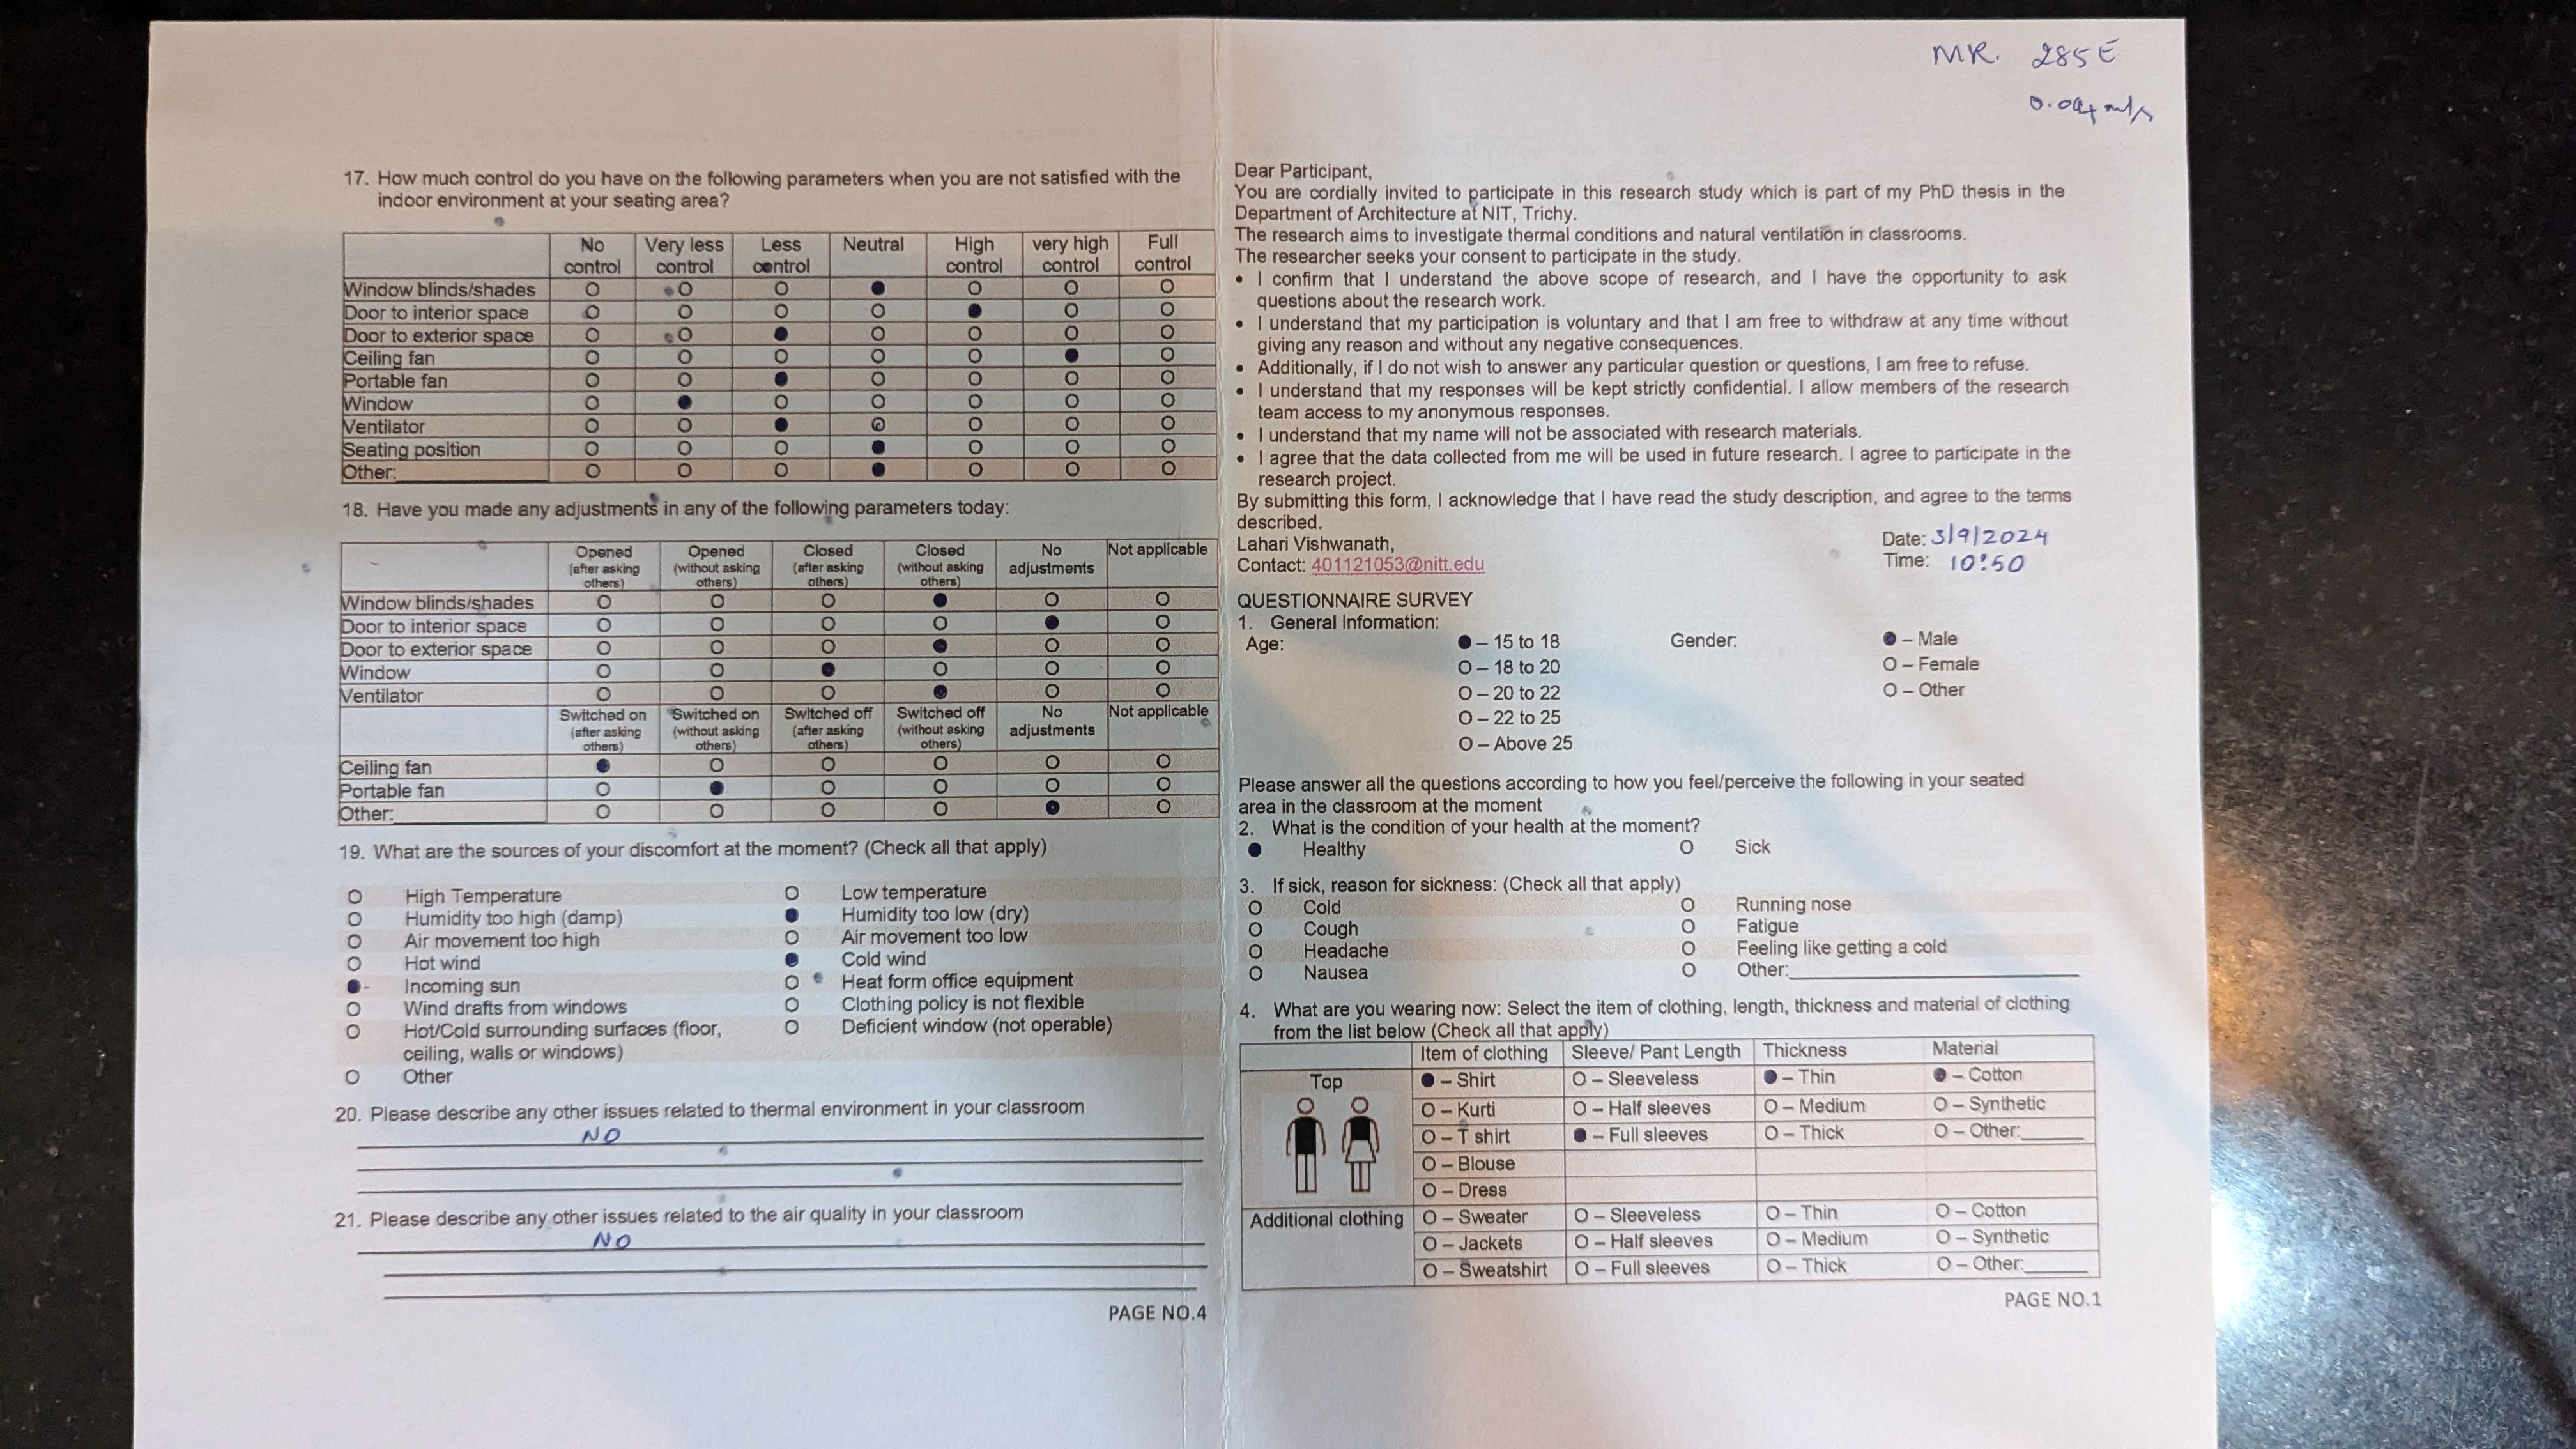 17. How much control do you have on the following parameters when you are not satisfied with the
indoor environment at your seating area?
No control Very less control Less control Neutral High control very high control Full control
Window blinds/shades O O O ● O O O
Door to interior space O O O O ● O O
Door to exterior space O O ● O O O O
Ceiling fan O O O O O ● O
Portable fan O O ● O O O O
Window O ● O O O O O
Ventilator O O ● O O O O
Seating position O O O ● O O O
Other: O O O ● O O O
18. Have you made any adjustments in any of the following parameters today:
Opened (after asking others) Opened (without asking others) Closed (after asking others) Closed (without asking others) No adjustments Not applicable
Window blinds/shades O O O ● O O
Door to interior space O O O O ● O
Door to exterior space O O O ● O O
Window O O ● O O O
Ventilator O O O ● O O
Switched on (after asking others) Switched on (without asking others) Switched off (after asking others) Switched off (without asking others) No adjustments Not applicable
Ceiling fan ● O O O O O
Portable fan O ● O O O O
Other: O O O O ● O
19. What are the sources of your discomfort at the moment? (Check all that apply)
O High Temperature O Low temperature
O Humidity too high (damp) ● Humidity too low (dry)
O Air movement too high O Air movement too low
O Hot wind ● Cold wind
● Incoming sun O Heat form office equipment
O Wind drafts from windows O Clothing policy is not flexible
O Hot/Cold surrounding surfaces (floor, O Deficient window (not operable)
ceiling, walls or windows)
O Other
20. Please describe any other issues related to thermal environment in your classroom
NO
21. Please describe any other issues related to the air quality in your classroom
NO
PAGE NO.4
MR. 285E
m/s
Dear Participant,
You are cordially invited to participate in this research study which is part of my PhD thesis in the
Department of Architecture at NIT, Trichy.
The research aims to investigate thermal conditions and natural ventilation in classrooms.
The researcher seeks your consent to participate in the study.
• I confirm that I understand the above scope of research, and I have the opportunity to ask
questions about the research work.
• I understand that my participation is voluntary and that I am free to withdraw at any time without
giving any reason and without any negative consequences.
• Additionally, if I do not wish to answer any particular question or questions, I am free to refuse.
• I understand that my responses will be kept strictly confidential. I allow members of the research
team access to my anonymous responses.
• I understand that my name will not be associated with research materials.
• I agree that the data collected from me will be used in future research. I agree to participate in the
research project.
By submitting this form, I acknowledge that I have read the study description, and agree to the terms
described.
Lahari Vishwanath,
Contact: 401121053@nitt.edu
Date: 3/9/2024
Time: 10:50
QUESTIONNAIRE SURVEY
1. General Information:
Age: ● – 15 to 18 Gender: ● – Male
O – 18 to 20 O – Female
O – 20 to 22 O – Other
O – 22 to 25
O – Above 25
Please answer all the questions according to how you feel/perceive the following in your seated
area in the classroom at the moment
2. What is the condition of your health at the moment?
● Healthy O Sick
3. If sick, reason for sickness: (Check all that apply)
O Cold O Running nose
O Cough O Fatigue
O Headache O Feeling like getting a cold
O Nausea O Other:
4. What are you wearing now: Select the item of clothing, length, thickness and material of clothing
from the list below (Check all that apply)
Item of clothing Sleeve/ Pant Length Thickness Material
Top ● – Shirt O – Sleeveless ● – Thin ● – Cotton
O – Kurti O – Half sleeves O – Medium O – Synthetic
O – T shirt ● – Full sleeves O – Thick O – Other:
O – Blouse
O – Dress
Additional clothing O – Sweater O – Sleeveless O – Thin O – Cotton
O – Jackets O – Half sleeves O – Medium O – Synthetic
O – Sweatshirt O – Full sleeves O – Thick O – Other:
PAGE NO.1